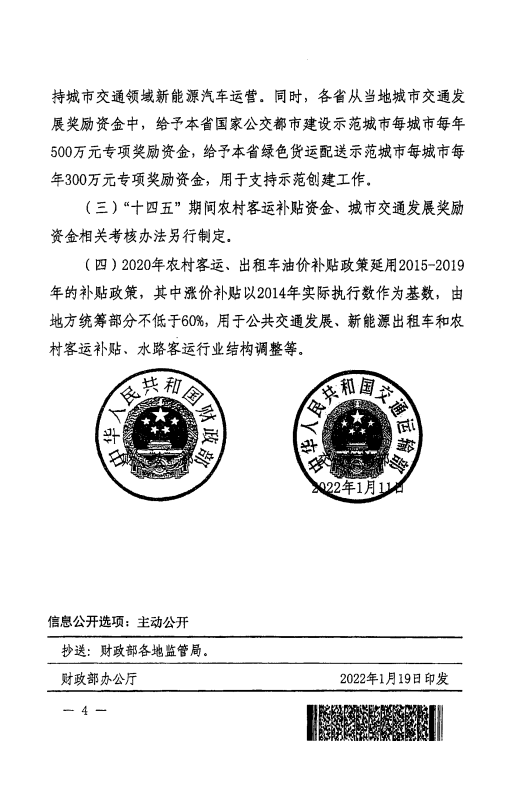 持城市交通领域新能源汽车运营。同时，各省从当地城市交通发
展奖励资金中，给予本省国家公交都市建设示范城市每城市每年
500万元专项奖励资金，给予本省绿色货运配送示范城市每城市每
年300万元专项奖励资金，用于支持示范创建工作。
（三）“十四五”期间农村客运补贴资金、城市交通发展奖励
资金相关考核办法另行制定。
（四）2020年农村客运、出租车油价补贴政策延用2015-2019
年的补贴政策，其中涨价补贴以2014年实际执行数作为基数，由
地方统筹部分不低于60%，用于公共交通发展、新能源出租车和农
村客运补贴、水路客运行业结构调整等。
中华人民共和国财政部
中华人民共和国交通运输部
2022年1月11日
信息公开选项：主动公开
抄送：财政部各地监管局。
财政部办公厅 2022年1月19日印发
— 4 —